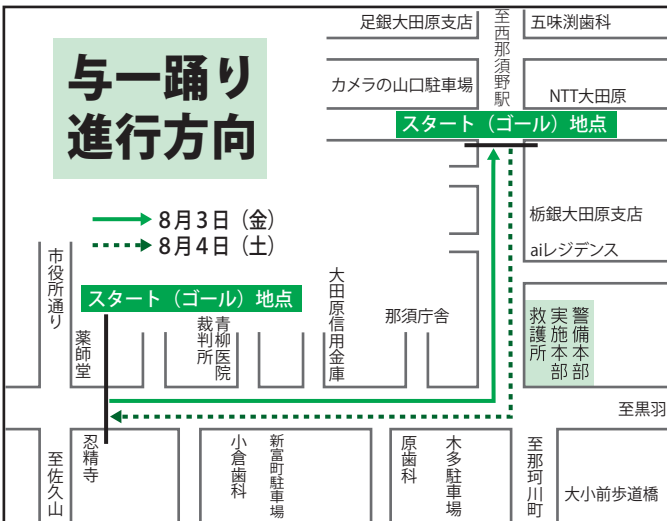 与一踊り
進行方向
8月3日（金）
8月4日（土）
足銀大田原支店
至西那須野駅
五味渕歯科
カメラの山口駐車場
NTT大田原
スタート（ゴール）地点
栃銀大田原支店
aiレジデンス
市役所通り
スタート（ゴール）地点
薬師堂
青柳医院
裁判所
大田原信用金庫
那須庁舎
警備本部
実施本部
救護所
至黒羽
至佐久山
忍精寺
小倉歯科
新富町駐車場
原歯科
木多駐車場
至那珂川町
大小前歩道橋